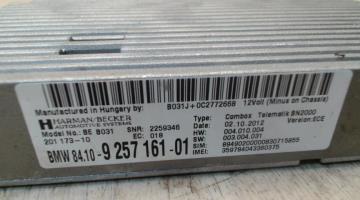 Manufactured in Hungary by: B031J+0C2772668 12Volt (Minus on Chassis)
HARMAN/BECKER
AUTOMOTIVE SYSTEMS
Type: Combox Telematik BN2000
Model No.: BE B031 SNR: 2259346 Date: 02.10.2012 Version: ECE
201 173-10 EC: 018 HW: 004.010.004
SW: 003.004.031
BMW 84.10- 9 257 161-01 SIM: 89490200000830715855
IMEI: 359794043360375